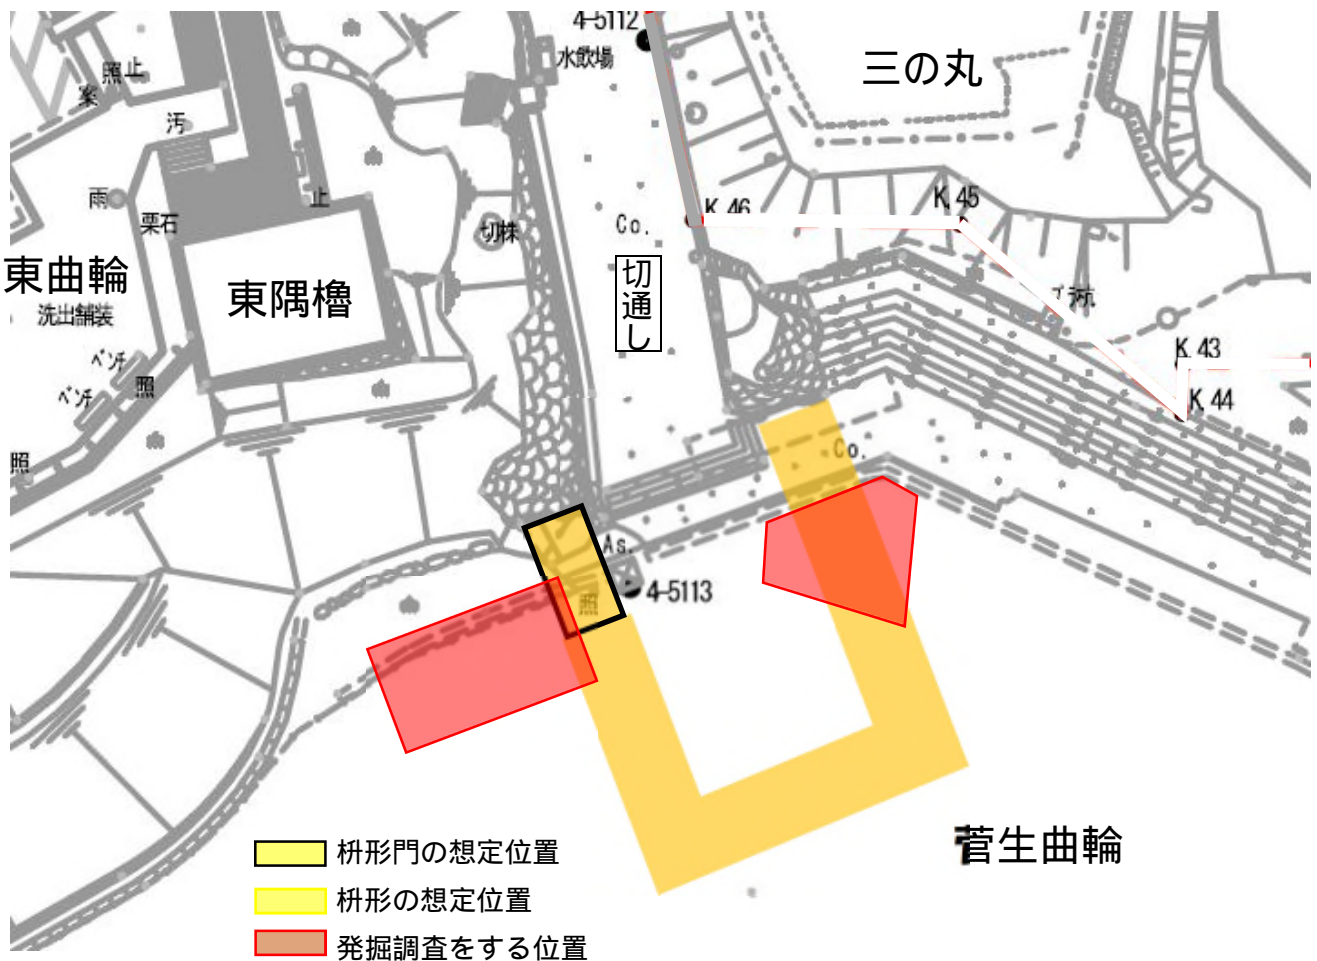 4-5112
水飲場
三の丸
照
止
案
汚
雨
止
栗石
切株
Co.
K.46
K.45
東曲輪
東隅櫓
切通し
洗出舗装
ベンチ
ベンチ
照
照
K.43
K.44
Co.
As.
照
4-5113
菅生曲輪
枡形門の想定位置
枡形の想定位置
発掘調査をする位置